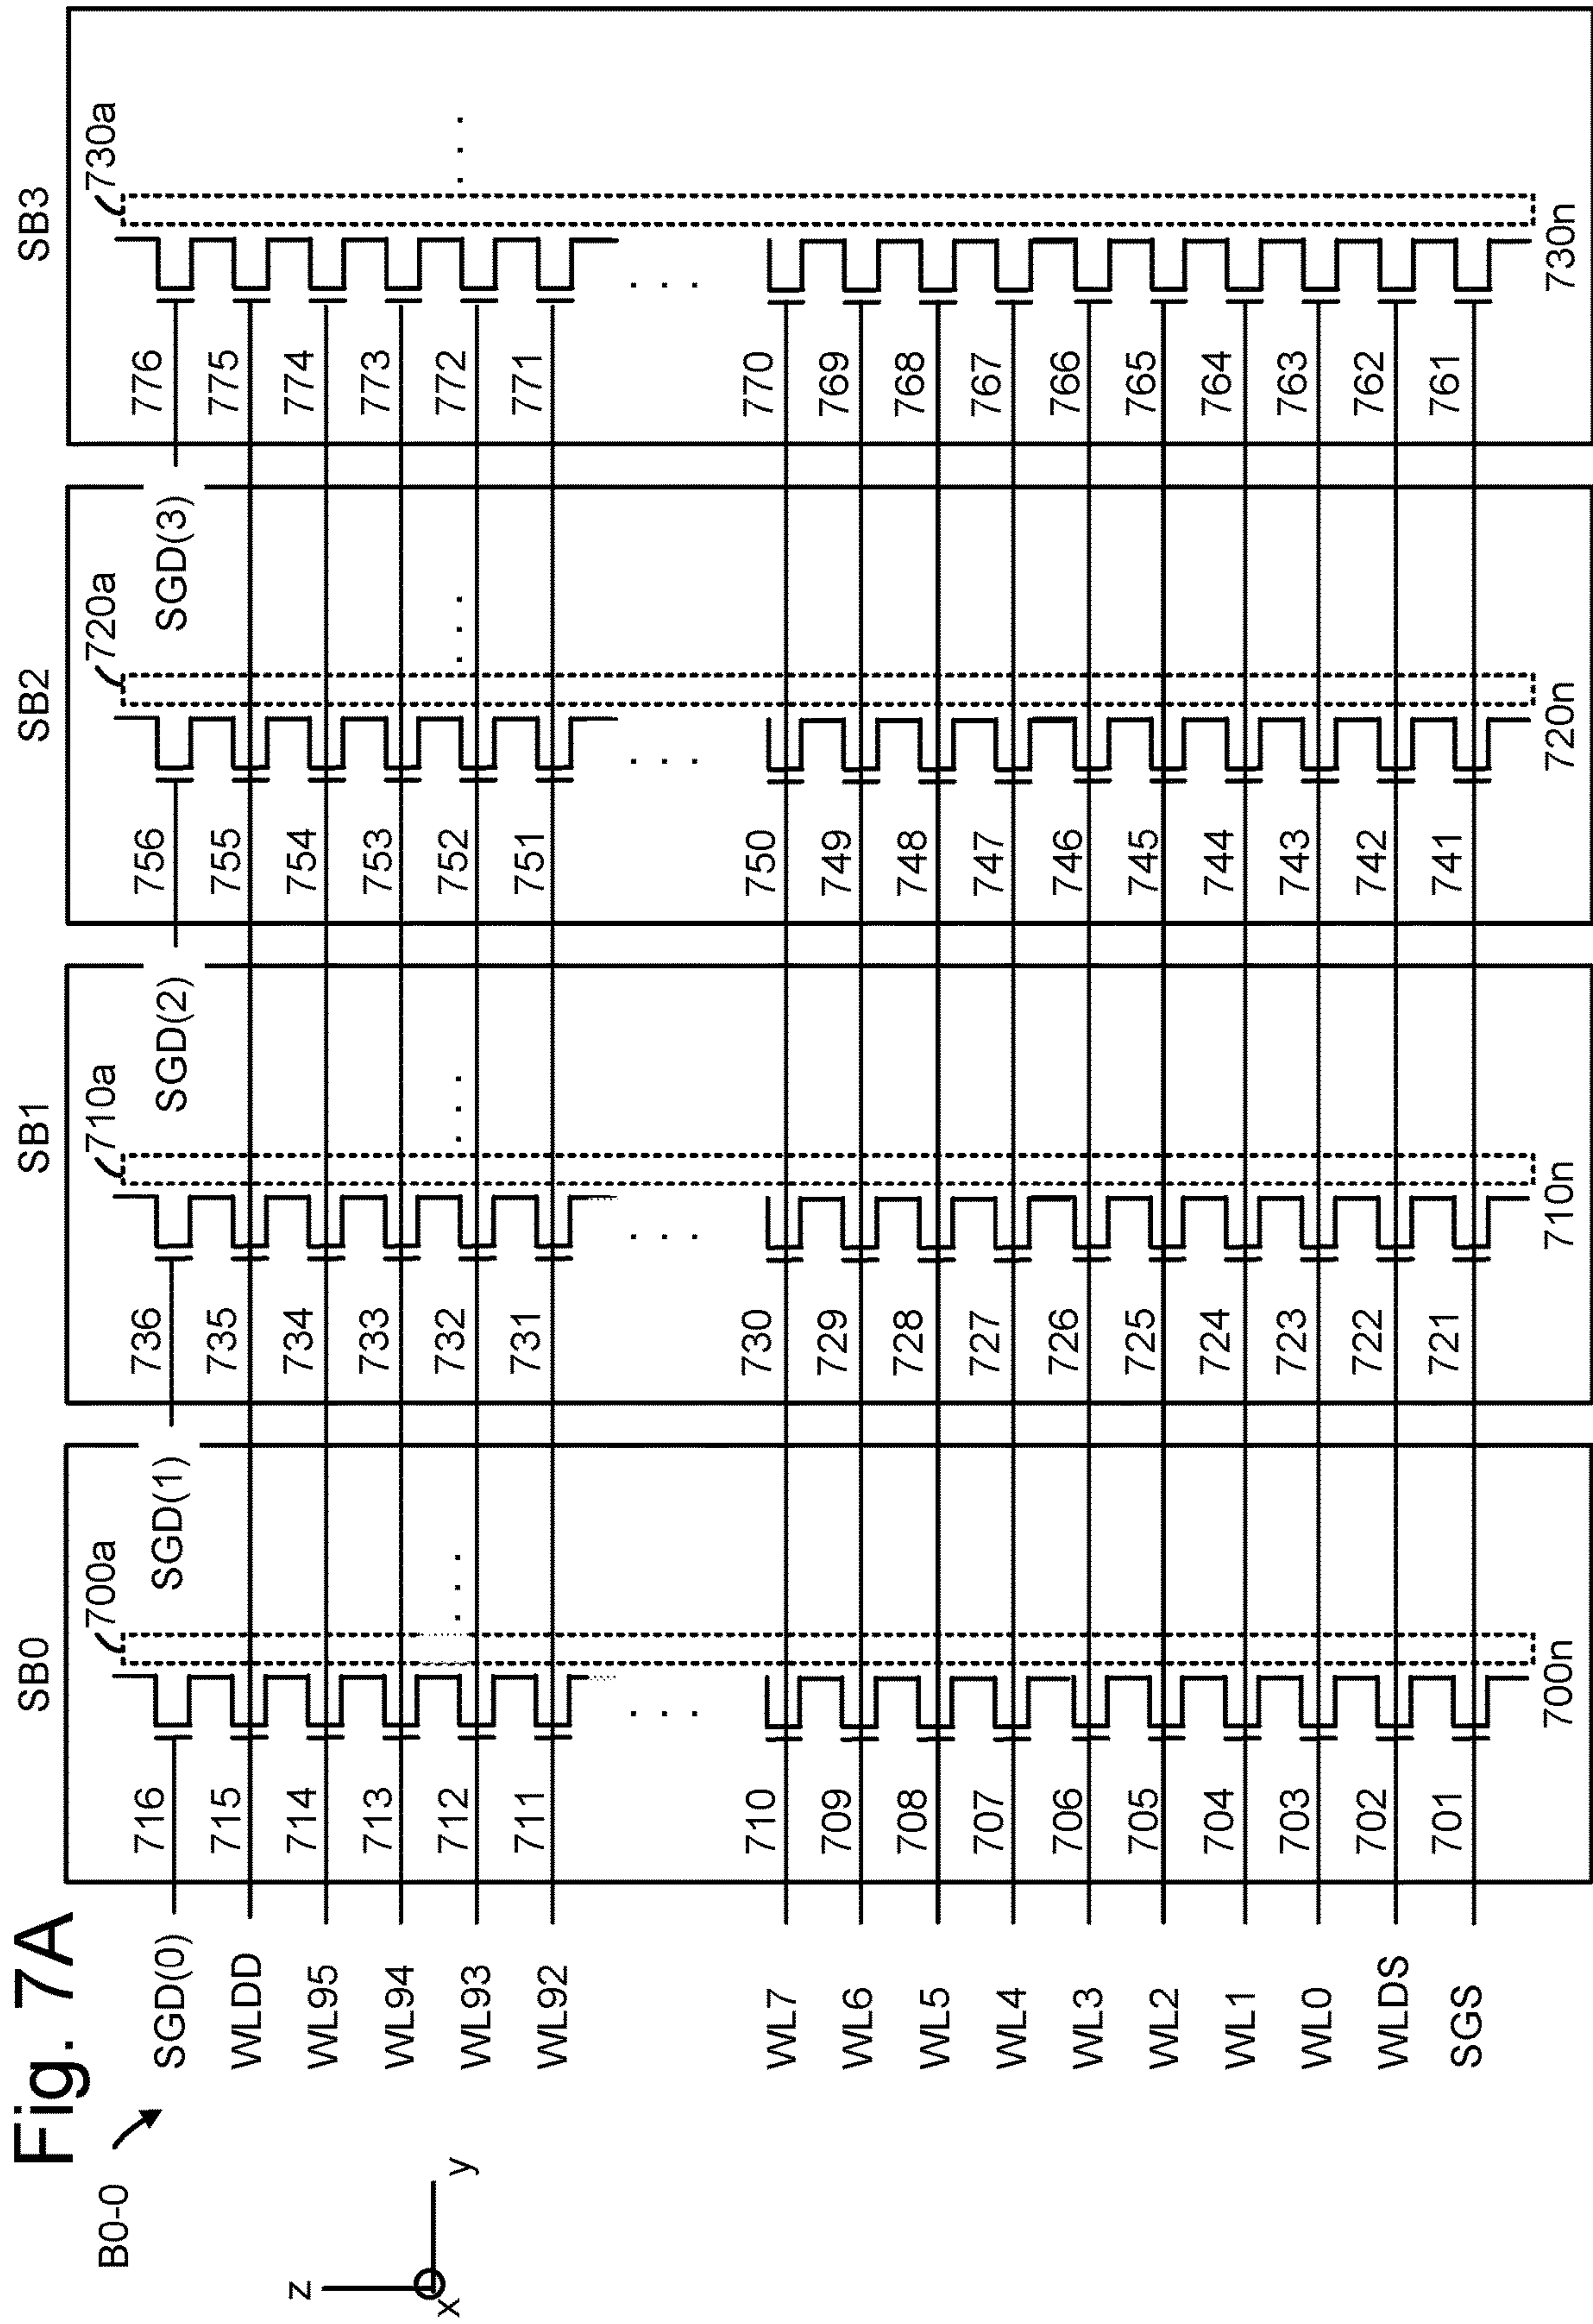 Fig. 7A
B0-0
z
y
x
SB0
SB1
SB2
SB3
700a
710a
720a
730a
SGD(0)
716
SGD(1)
736
SGD(2)
756
SGD(3)
776
WLDD
715
735
755
775
WL95
714
734
754
774
WL94
713
733
753
773
WL93
712
732
752
772
WL92
711
731
751
771
. . .
. . .
. . .
. . .
WL7
710
730
750
770
WL6
709
729
749
769
WL5
708
728
748
768
WL4
707
727
747
767
WL3
706
726
746
766
WL2
705
725
745
765
WL1
704
724
744
764
WL0
703
723
743
763
WLDS
702
722
742
762
SGS
701
721
741
761
700n
710n
720n
730n